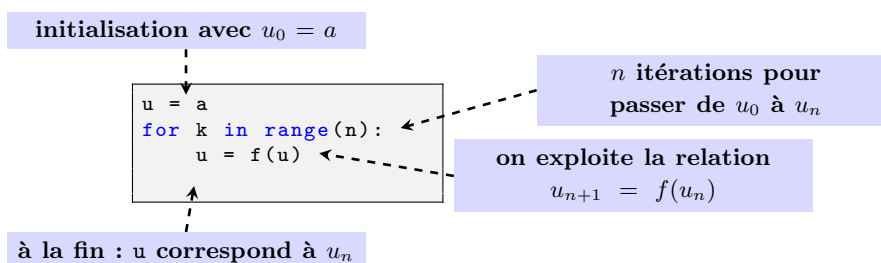 initialisation avec u₀ = a
u = a
for k in range(n):
u = f(u)
n itérations pour
passer de u₀ à uₙ
on exploite la relation
uₙ₊₁ = f(uₙ)
à la fin : u correspond à uₙ